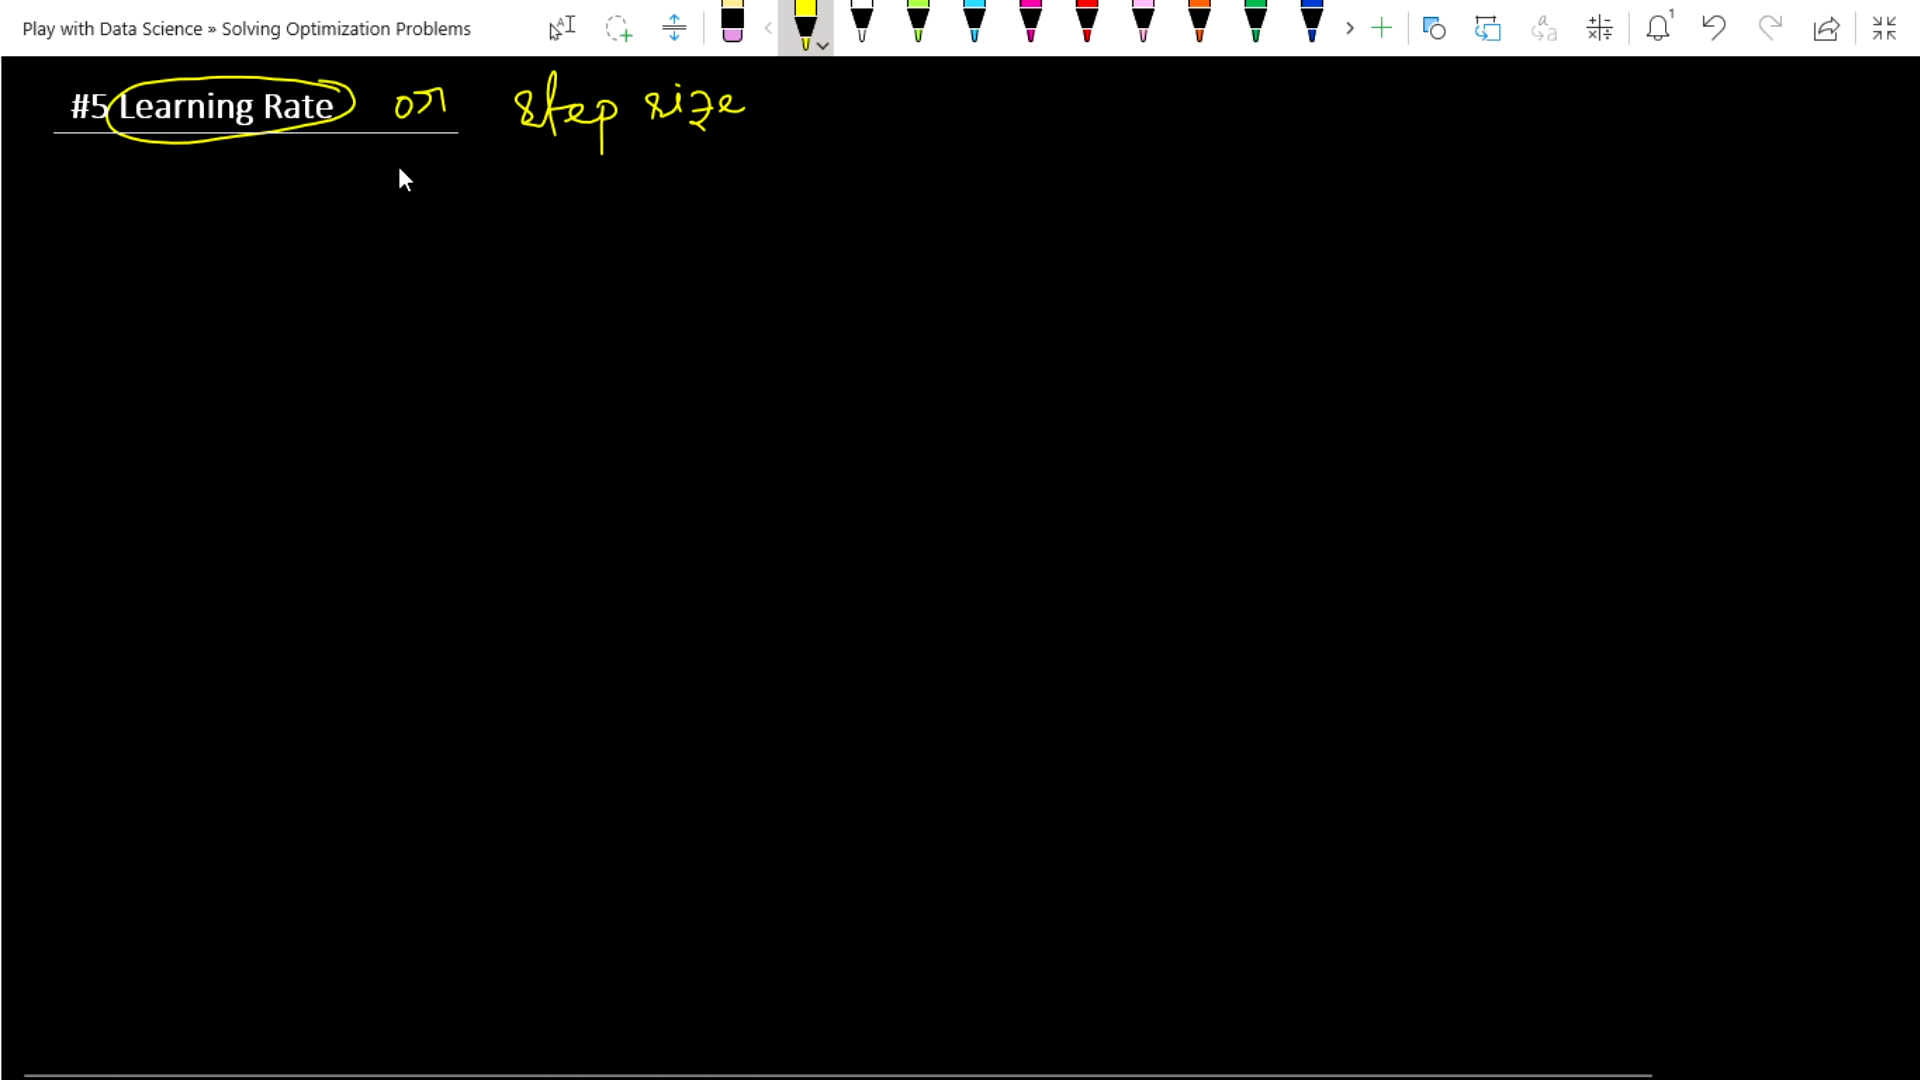 Play with Data Science » Solving Optimization Problems
#5 Learning Rate or step size